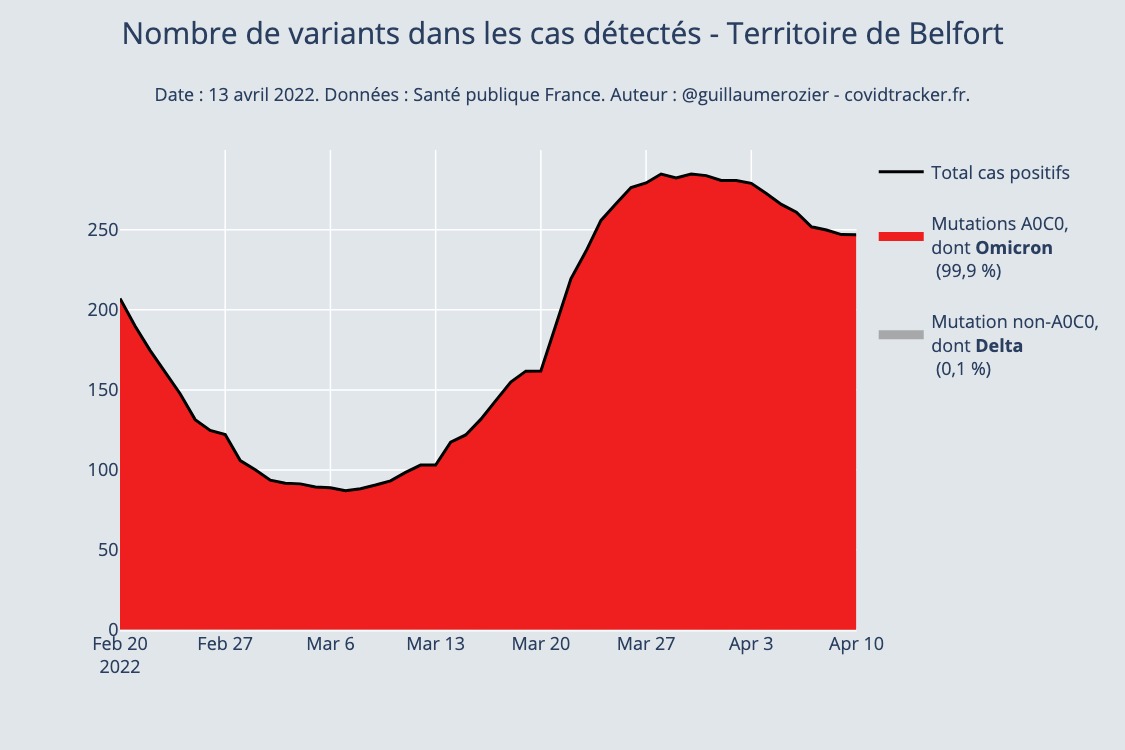 Nombre de variants dans les cas détectés - Territoire de Belfort
Date : 13 avril 2022. Données : Santé publique France. Auteur : @guillaumerozier - covidtracker.fr.
Total cas positifs
Mutations A0C0,
dont Omicron
(99,9 %)
Mutation non-A0C0,
dont Delta
(0,1 %)
250
200
150
100
50
0
Feb 20
2022
Feb 27
Mar 6
Mar 13
Mar 20
Mar 27
Apr 3
Apr 10